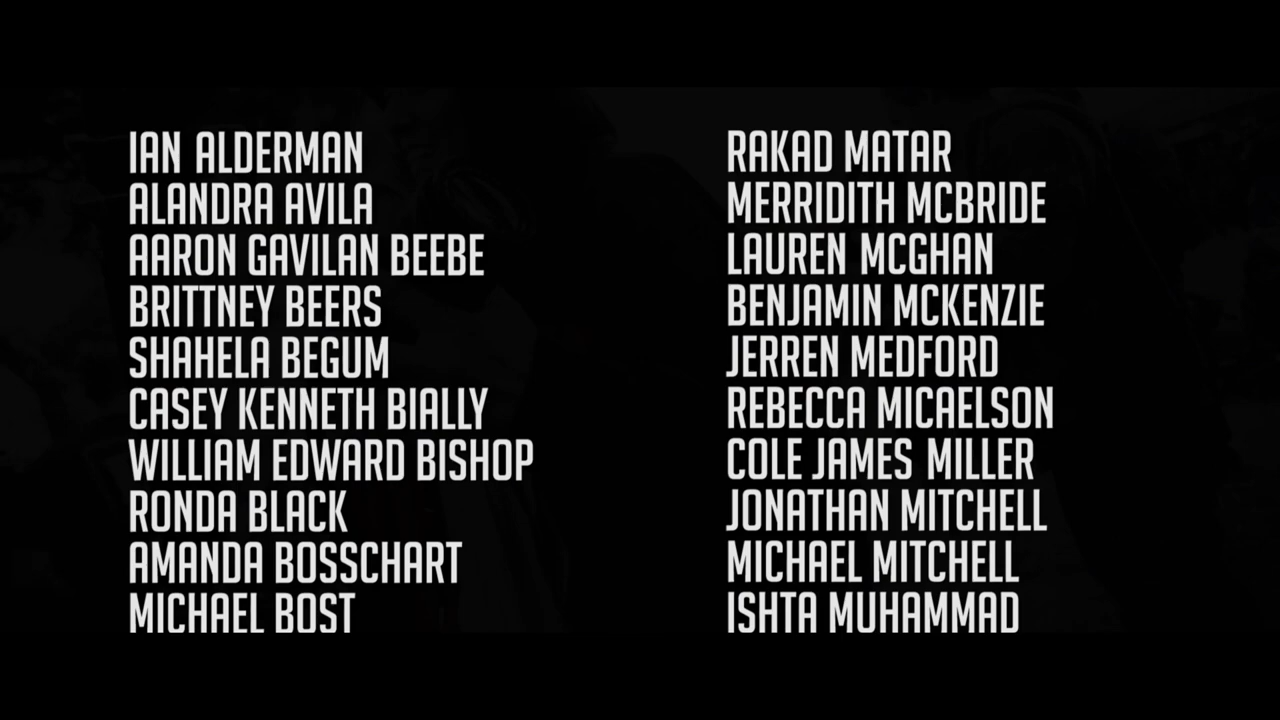 IAN ALDERMAN
ALANDRA AVILA
AARON GAVILAN BEEBE
BRITTNEY BEERS
SHAHELA BEGUM
CASEY KENNETH BIALLY
WILLIAM EDWARD BISHOP
RONDA BLACK
AMANDA BOSSCHART
MICHAEL BOST
RAKAD MATAR
MERRIDITH MCBRIDE
LAUREN MCGHAN
BENJAMIN MCKENZIE
JERREN MEDFORD
REBECCA MICAELSON
COLE JAMES MILLER
JONATHAN MITCHELL
MICHAEL MITCHELL
ISHTA MUHAMMAD